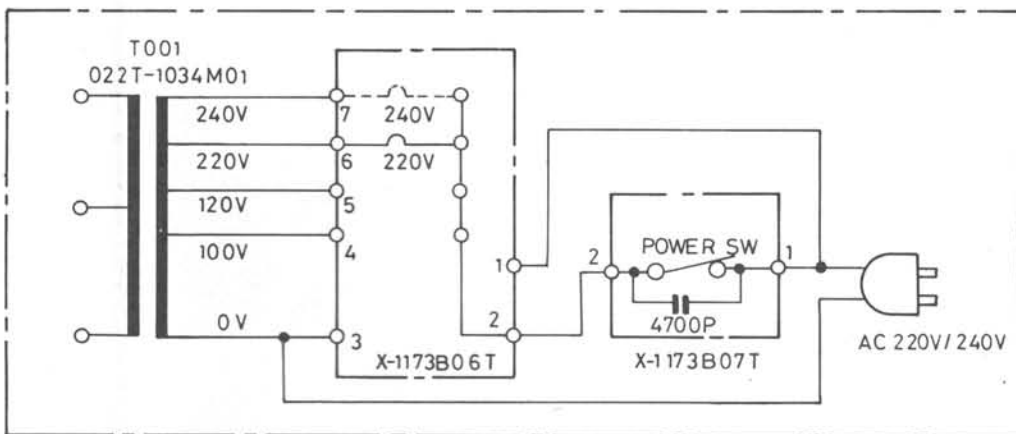 T001
022T-1034M01
240V
220V
120V
100V
0V
7
6
5
4
3
240V
220V
1
2
X-1173B06T
2
POWER SW
1
4700P
X-1173B07T
AC 220V/240V